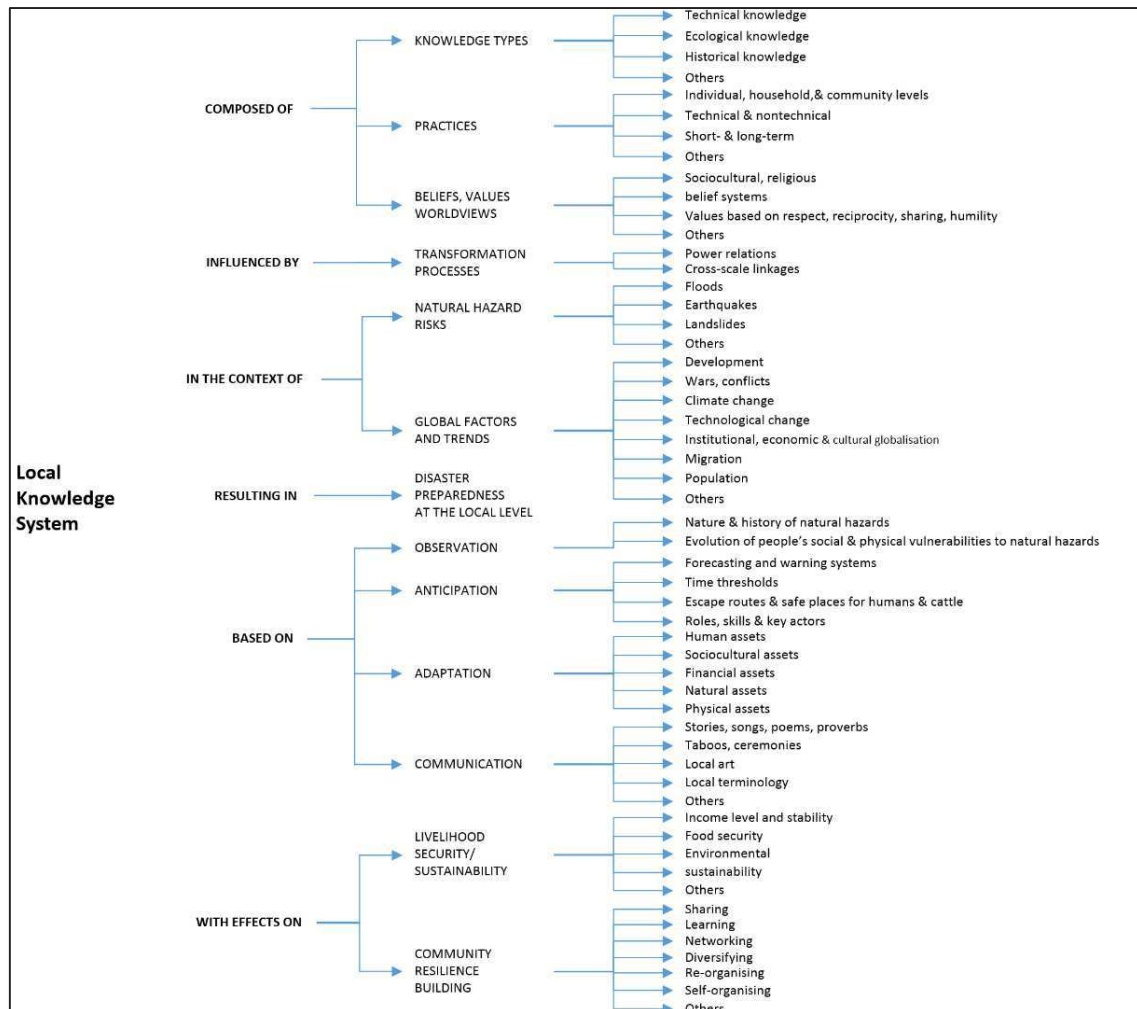 Local
Knowledge
System
COMPOSED OF
KNOWLEDGE TYPES
Technical knowledge
Ecological knowledge
Historical knowledge
Others
PRACTICES
Individual, household,& community levels
Technical & nontechnical
Short- & long-term
Others
BELIEFS, VALUES
WORLDVIEWS
Sociocultural, religious
belief systems
Values based on respect, reciprocity, sharing, humility
Others
INFLUENCED BY
TRANSFORMATION
PROCESSES
Power relations
Cross-scale linkages
IN THE CONTEXT OF
NATURAL HAZARD
RISKS
Floods
Earthquakes
Landslides
Others
GLOBAL FACTORS
AND TRENDS
Development
Wars, conflicts
Climate change
Technological change
Institutional, economic & cultural globalisation
Migration
Population
Others
RESULTING IN
DISASTER
PREPAREDNESS
AT THE LOCAL LEVEL
BASED ON
OBSERVATION
Nature & history of natural hazards
Evolution of people's social & physical vulnerabilities to natural hazards
ANTICIPATION
Forecasting and warning systems
Time thresholds
Escape routes & safe places for humans & cattle
Roles, skills & key actors
ADAPTATION
Human assets
Sociocultural assets
Financial assets
Natural assets
Physical assets
COMMUNICATION
Stories, songs, poems, proverbs
Taboos, ceremonies
Local art
Local terminology
Others
WITH EFFECTS ON
LIVELIHOOD
SECURITY/
SUSTAINABILITY
Income level and stability
Food security
Environmental
sustainability
Others
COMMUNITY
RESILIENCE
BUILDING
Sharing
Learning
Networking
Diversifying
Re-organising
Self-organising
Others